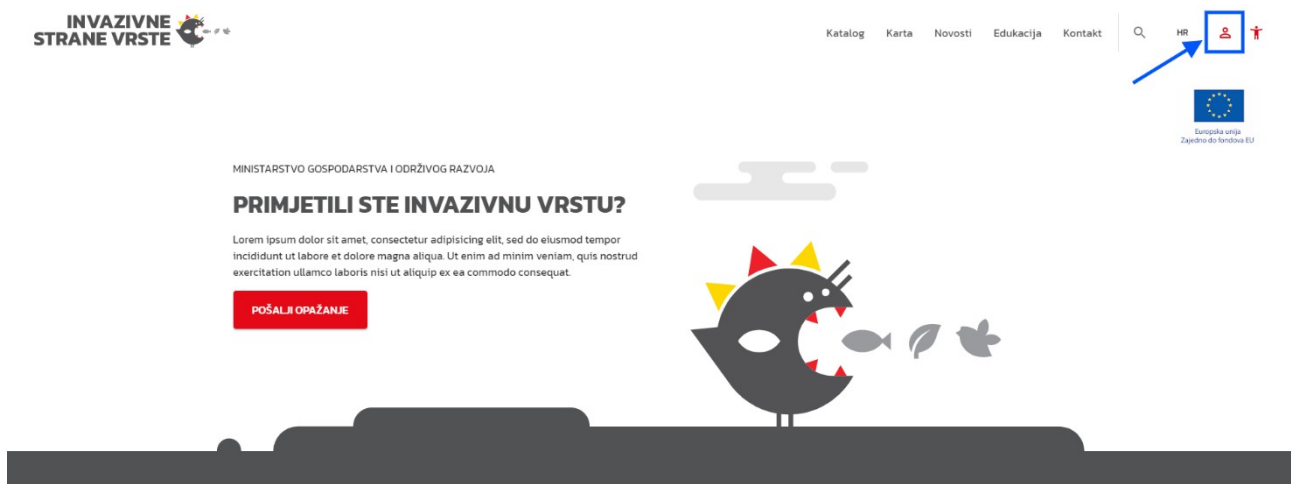 INVAZIVNE
STRANE VRSTE
Katalog Karta Novosti Edukacija Kontakt HR
Europska unija
Zajedno do fondova EU
MINISTARSTVO GOSPODARSTVA I ODRŽIVOG RAZVOJA
PRIMJETILI STE INVAZIVNU VRSTU?
Lorem ipsum dolor sit amet, consectetur adipisicing elit, sed do eiusmod tempor
incididunt ut labore et dolore magna aliqua. Ut enim ad minim veniam, quis nostrud
exercitation ullamco laboris nisi ut aliquip ex ea commodo consequat.
POŠALJI OPAŽANJE